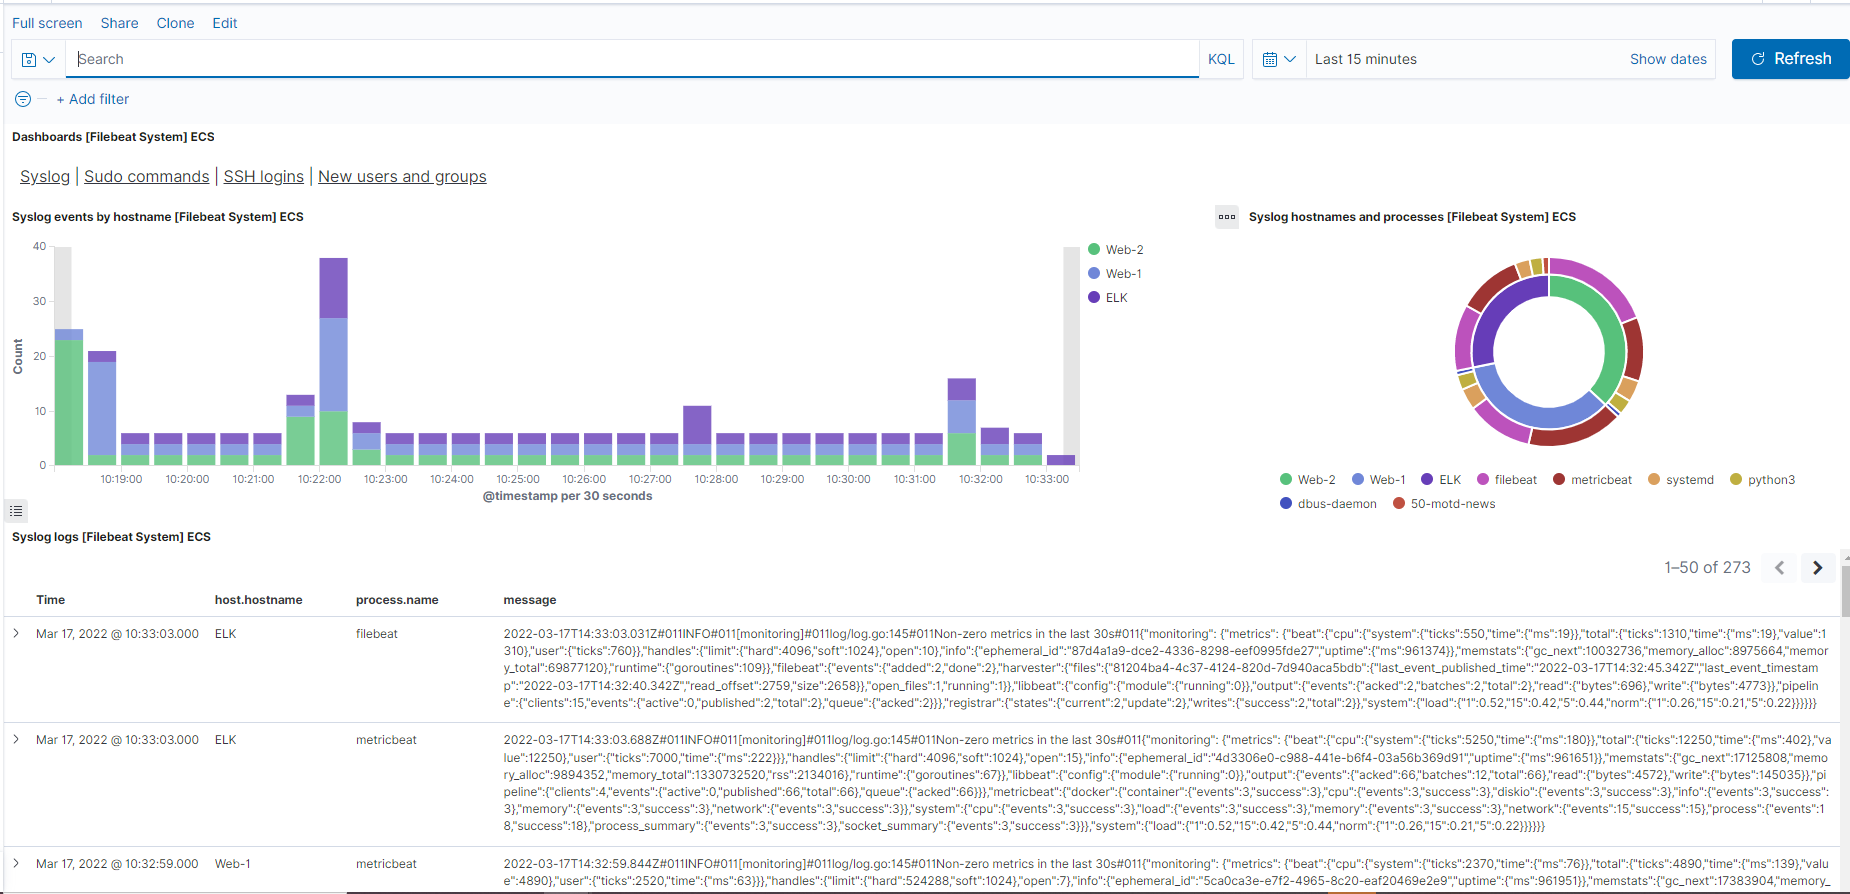 Full screen Share Clone Edit
Search KQL Last 15 minutes Show dates Refresh
+ Add filter
Dashboards [Filebeat System] ECS
Syslog | Sudo commands | SSH logins | New users and groups
Syslog events by hostname [Filebeat System] ECS
40
30
20
10
0
Count
10:19:00 10:20:00 10:21:00 10:22:00 10:23:00 10:24:00 10:25:00 10:26:00 10:27:00 10:28:00 10:29:00 10:30:00 10:31:00 10:32:00 10:33:00
@timestamp per 30 seconds
Web-2
Web-1
ELK
Syslog hostnames and processes [Filebeat System] ECS
Web-2 Web-1 ELK filebeat metricbeat systemd python3
dbus-daemon 50-motd-news
Syslog logs [Filebeat System] ECS
1–50 of 273
Time host.hostname process.name message
Mar 17, 2022 @ 10:33:03.000 ELK filebeat 2022-03-17T14:33:03.031Z#011INFO#011[monitoring]#011log/log.go:145#011Non-zero metrics in the last 30s#011{"monitoring": {"metrics": {"beat":{"cpu":{"system":{"ticks":550,"time":{"ms":19}},"total":{"ticks":1310,"time":{"ms":19},"value":1
310},"user":{"ticks":760}},"handles":{"limit":{"hard":4096,"soft":1024},"open":10},"info":{"ephemeral_id":"87d4a1a9-dce2-4336-8298-eef0995fde27","uptime":{"ms":961374}},"memstats":{"gc_next":10032736,"memory_alloc":8975664,"memor
y_total":69877120},"runtime":{"goroutines":109}},"filebeat":{"events":{"added":2,"done":2},"harvester":{"files":{"81204ba4-4c37-4124-820d-7d940aca5bdb":{"last_event_published_time":"2022-03-17T14:32:45.342Z","last_event_timestam
p":"2022-03-17T14:32:40.342Z","read_offset":2759,"size":2658}},"open_files":1,"running":1}},"libbeat":{"config":{"module":{"running":0}},"output":{"events":{"acked":2,"batches":2,"total":2},"read":{"bytes":696},"write":{"bytes":4773}},"pipelin
e":{"clients":15,"events":{"active":0,"published":2,"total":2},"queue":{"acked":2}}},"registrar":{"states":{"current":2,"update":2},"writes":{"success":2,"total":2}},"system":{"load":{"1":0.52,"15":0.42,"5":0.44,"norm":{"1":0.26,"15":0.21,"5":0.22}}}}}}
Mar 17, 2022 @ 10:33:03.000 ELK metricbeat 2022-03-17T14:33:03.688Z#011INFO#011[monitoring]#011log/log.go:145#011Non-zero metrics in the last 30s#011{"monitoring": {"metrics": {"beat":{"cpu":{"system":{"ticks":5250,"time":{"ms":180}},"total":{"ticks":12250,"time":{"ms":402},"va
lue":12250},"user":{"ticks":7000,"time":{"ms":222}}},"handles":{"limit":{"hard":4096,"soft":1024},"open":15},"info":{"ephemeral_id":"4d3306e0-c988-441e-b6f4-03a56b369d91","uptime":{"ms":961651}},"memstats":{"gc_next":17125808,"memo
ry_alloc":9894352,"memory_total":1330732520,"rss":2134016},"runtime":{"goroutines":67}},"libbeat":{"config":{"module":{"running":0}},"output":{"events":{"acked":66,"batches":12,"total":66},"read":{"bytes":4572},"write":{"bytes":145035}},"pi
peline":{"clients":4,"events":{"active":0,"published":66,"total":66},"queue":{"acked":66}}},"metricbeat":{"docker":{"container":{"events":3,"success":3},"cpu":{"events":3,"success":3},"diskio":{"events":3,"success":3},"info":{"events":3,"success":
3},"memory":{"events":3,"success":3},"network":{"events":3,"success":3}},"system":{"cpu":{"events":3,"success":3},"load":{"events":3,"success":3},"memory":{"events":3,"success":3},"network":{"events":15,"success":15},"process":{"events":1
8,"success":18},"process_summary":{"events":3,"success":3},"socket_summary":{"events":3,"success":3}}},"system":{"load":{"1":0.52,"15":0.42,"5":0.44,"norm":{"1":0.26,"15":0.21,"5":0.22}}}}}}
Mar 17, 2022 @ 10:32:59.000 Web-1 metricbeat 2022-03-17T14:32:59.844Z#011INFO#011[monitoring]#011log/log.go:145#011Non-zero metrics in the last 30s#011{"monitoring": {"metrics": {"beat":{"cpu":{"system":{"ticks":2370,"time":{"ms":76}},"total":{"ticks":4890,"time":{"ms":139},"valu
e":4890},"user":{"ticks":2520,"time":{"ms":63}}},"handles":{"limit":{"hard":524288,"soft":1024},"open":7},"info":{"ephemeral_id":"5ca0ca3e-e7f2-4965-8c20-eaf20469e2e9","uptime":{"ms":961951}},"memstats":{"gc_next":17383904,"memory_